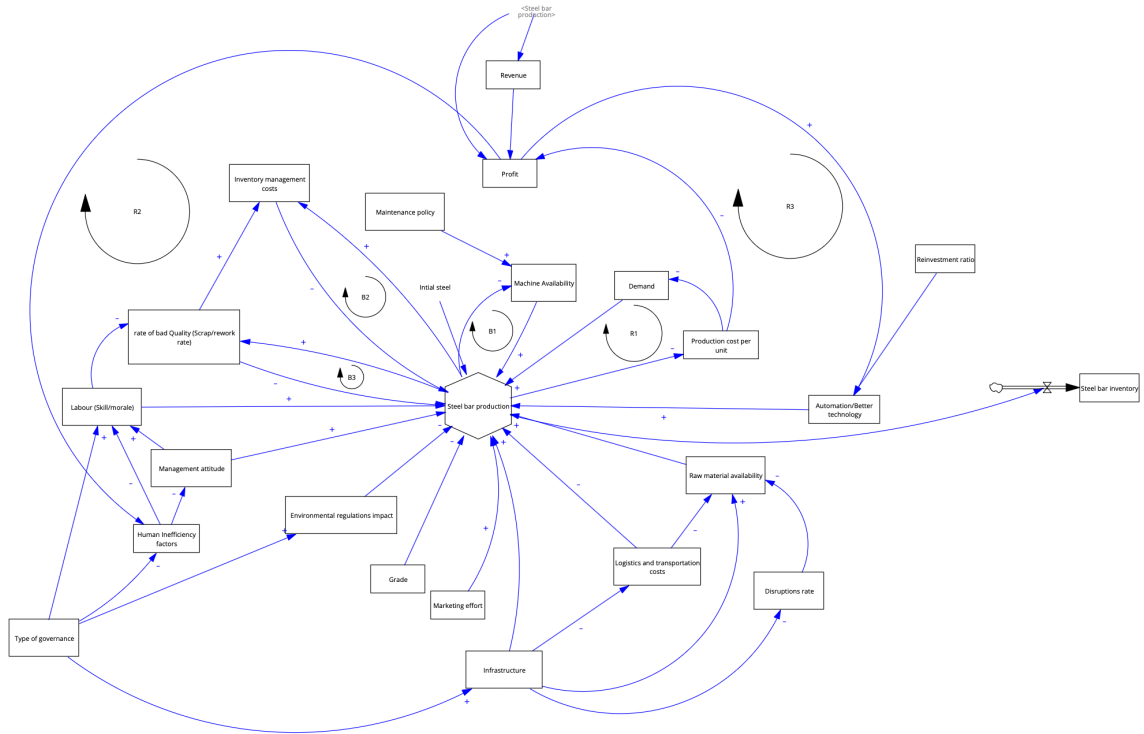 <Steel bar
production>
Revenue
+
Profit
Inventory management
costs
R2
R3
Maintenance policy
-
+
+
+
Reinvestment ratio
-
-
Demand
Machine Availability
Intial steel
-
B2
-
B1
R1
rate of bad Quality (Scrap/rework
rate)
+
-
Production cost per
unit
+
B3
-
+
Steel bar inventory
Labour (Skill/morale)
+
Steel bar production
Automation/Better
technology
+
+
+
+
-
-
+
+
Management attitude
Raw material availability
-
-
-
-
+
Environmental regulations impact
+
-
Human Inefficiency
factors
-
+
Logistics and transportation
costs
Grade
Disruptions rate
Marketing effort
-
-
Type of governance
Infrastructure
+